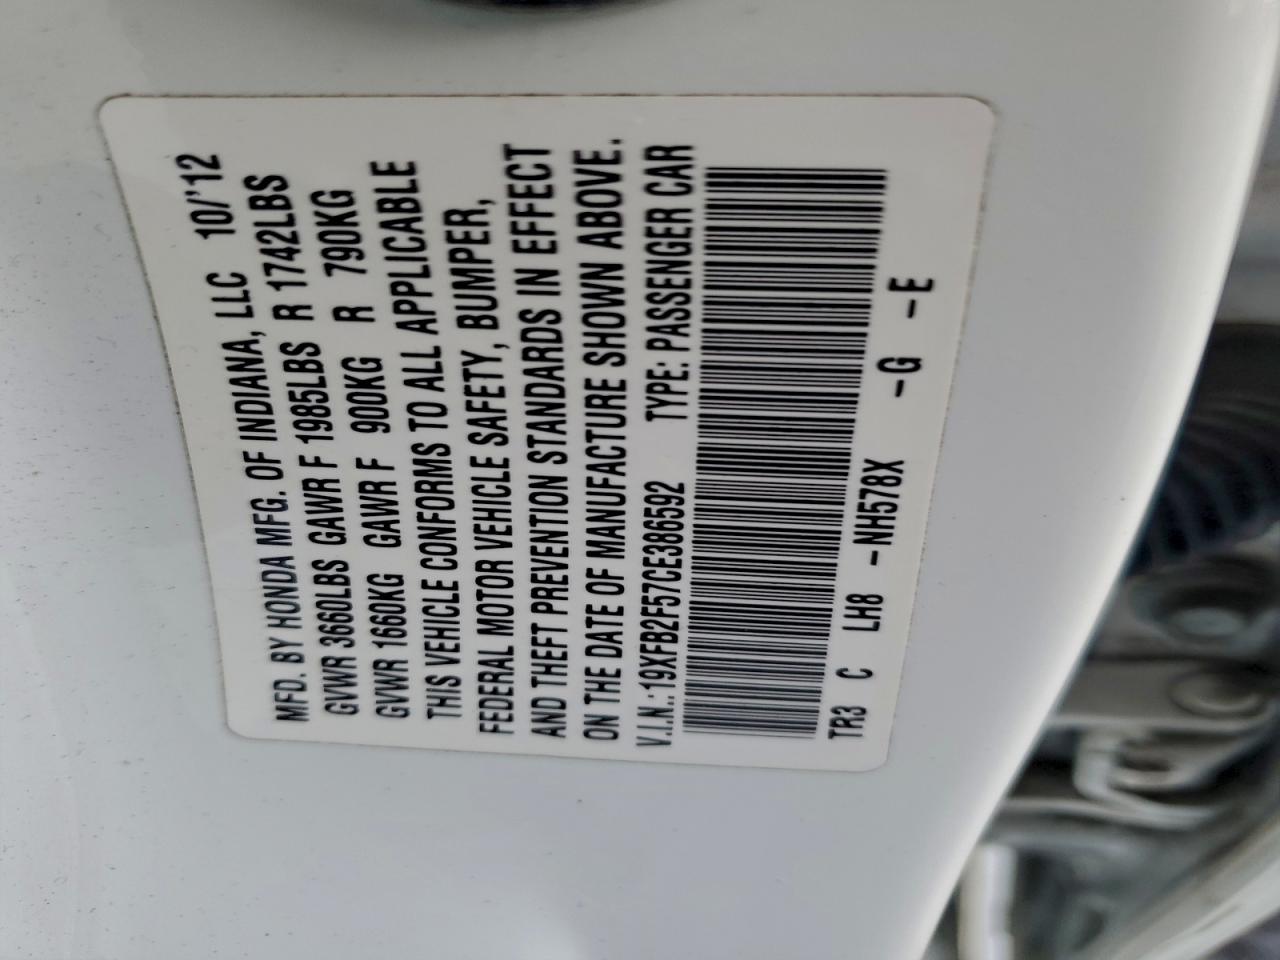 MFD. BY HONDA MFG. OF INDIANA, LLC 10/'12
GVWR 3660LBS GAWR F 1985LBS R 1742LBS
GVWR 1660KG GAWR F 900KG R 790KG
THIS VEHICLE CONFORMS TO ALL APPLICABLE
FEDERAL MOTOR VEHICLE SAFETY, BUMPER,
AND THEFT PREVENTION STANDARDS IN EFFECT
ON THE DATE OF MANUFACTURE SHOWN ABOVE.
V.I.N.: 19XFB2F57CE386592 TYPE: PASSENGER CAR
TR3 C LH8 -NH578X -G -E